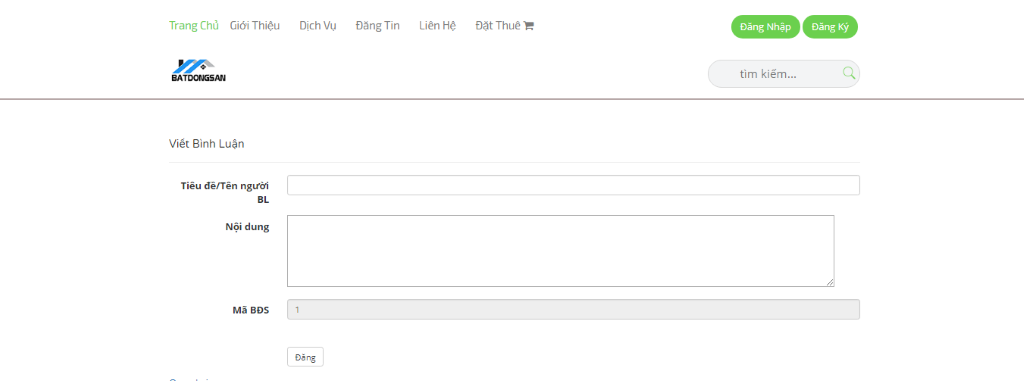 Trang Chủ Giới Thiệu Dịch Vụ Đăng Tin Liên Hệ Đặt Thuê Đăng Nhập Đăng Ký
BATDONGSAN tìm kiếm...
Viết Bình Luận
Tiêu đề/Tên người
BL
Nội dung
Mã BĐS 1
Đăng